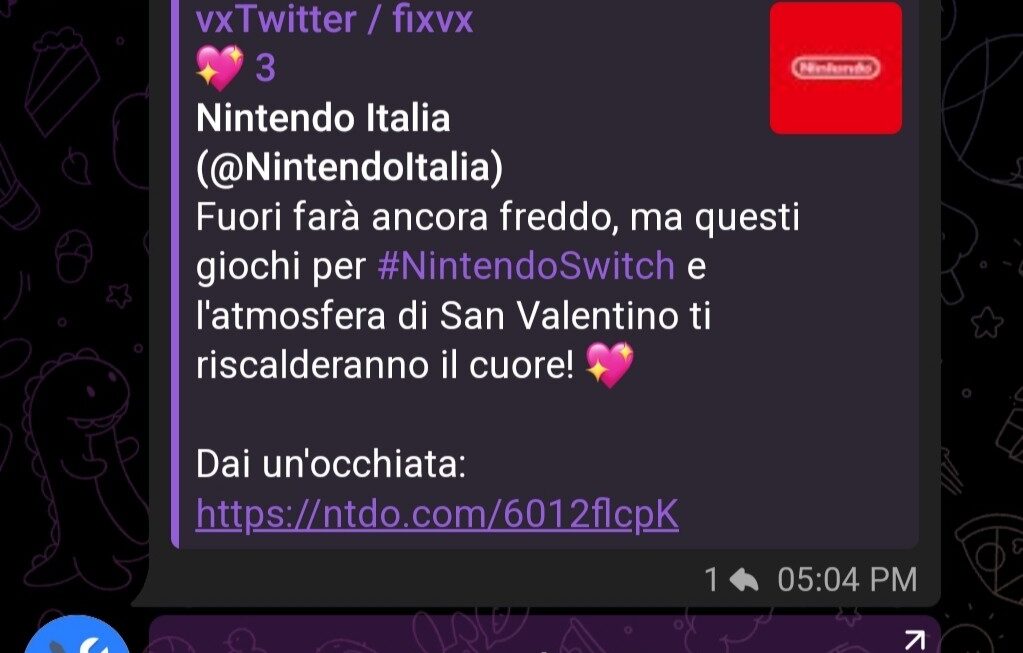 vxTwitter / fixvx
💖 3
Nintendo Italia
(@NintendoItalia)
Fuori farà ancora freddo, ma questi
giochi per #NintendoSwitch e
l'atmosfera di San Valentino ti
riscalderanno il cuore! 💖
Dai un'occhiata:
https://ntdo.com/6012flcpK
1 05:04 PM
Nintendo